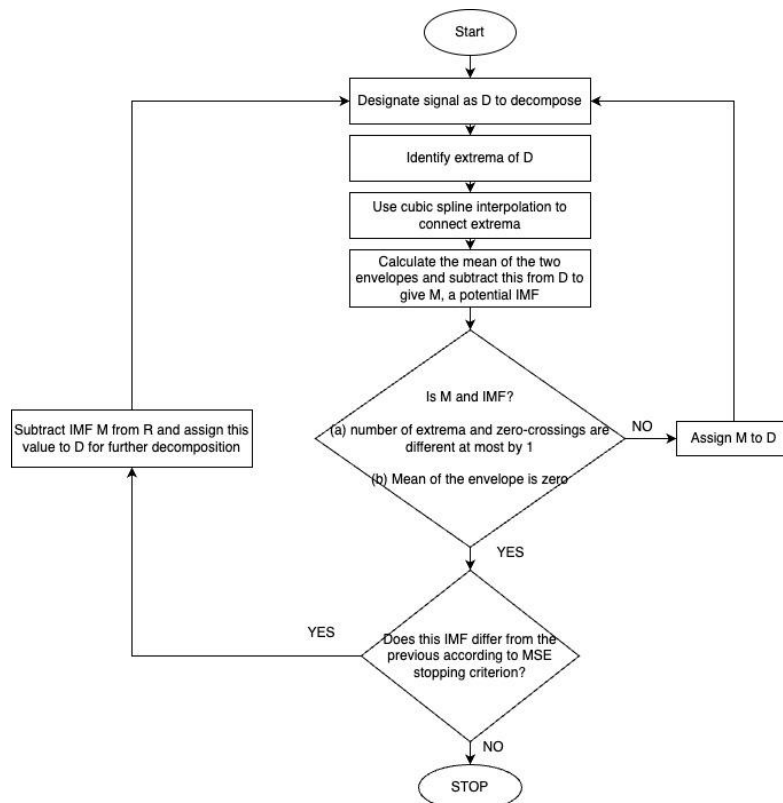 Start
Designate signal as D to decompose
Identify extrema of D
Use cubic spline interpolation to
connect extrema
Calculate the mean of the two
envelopes and subtract this from D to
give M, a potential IMF
Is M and IMF?
(a) number of extrema and zero-crossings are
different at most by 1
(b) Mean of the envelope is zero
NO
Assign M to D
Subtract IMF M from R and assign this
value to D for further decomposition
YES
YES
Does this IMF differ from the
previous according to MSE
stopping criterion?
NO
STOP